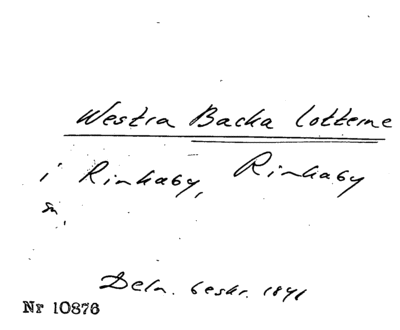 Westra Backa lotterne
i Rinkaby, Rinkaby
sn.
Deln. beskr. 1841
Nr 10876